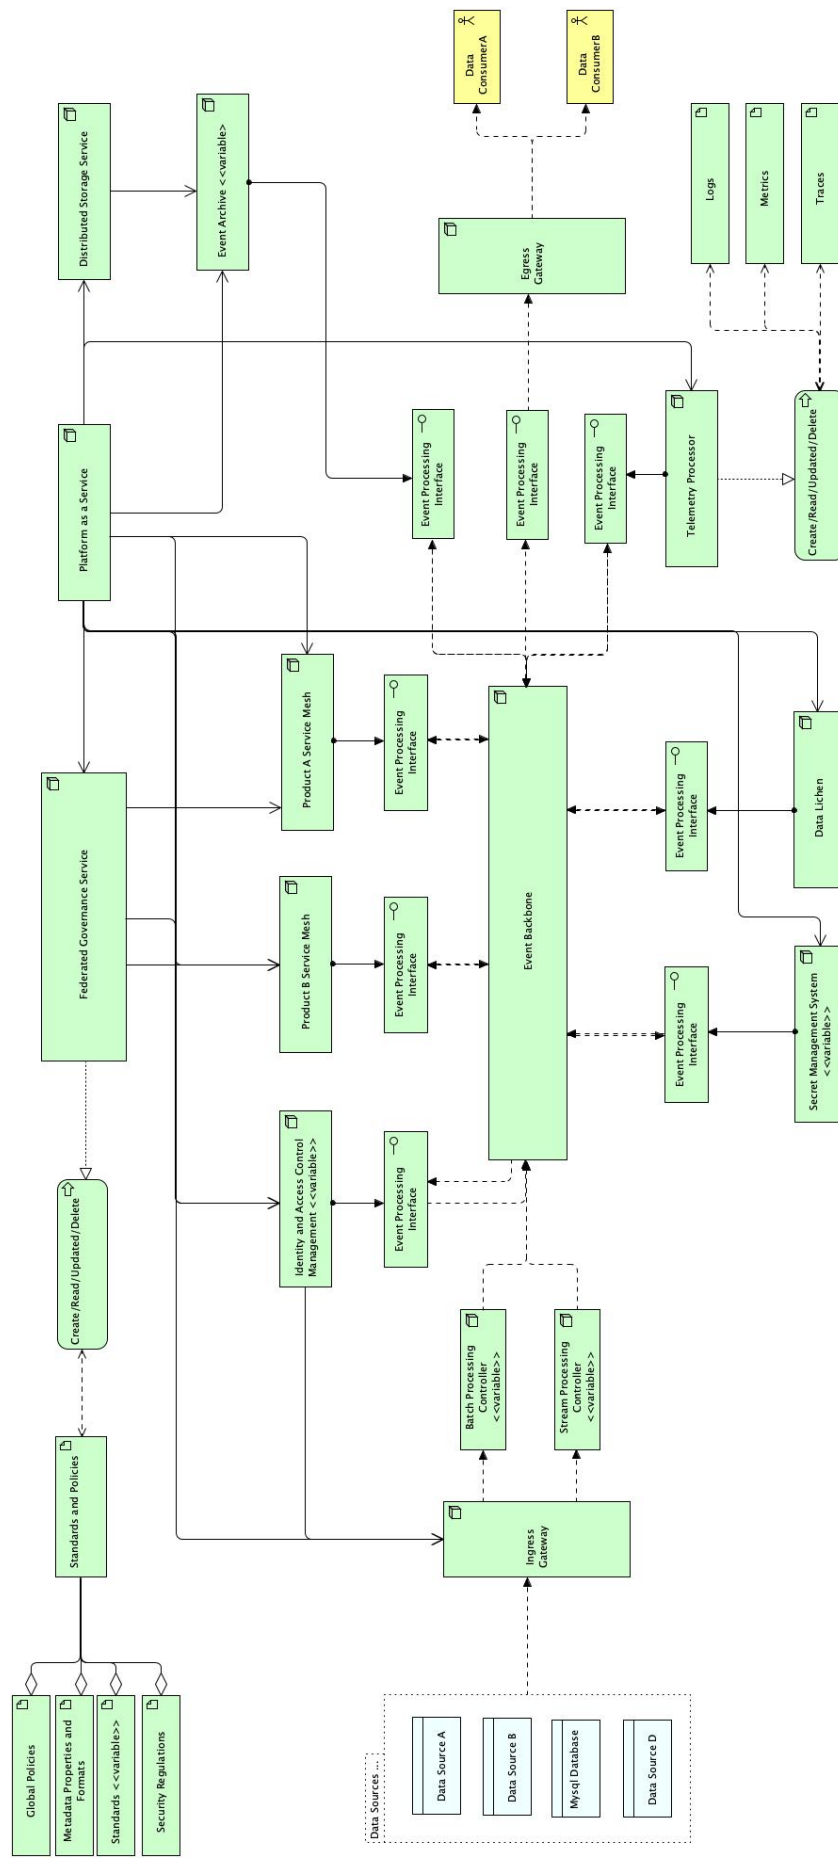 Global Policies
Metadata Properties and
Formats
Standards <<variable>>
Security Regulations
Standards and Policies
Create/Read/Updated/Delete
Federated Governance Service
Platform as a Service
Distributed Storage Service
Event Archive <<variable>
Identity and Access Control
Management <<variable>>
Product B Service Mesh
Product A Service Mesh
Event Processing
Interface
Event Processing
Interface
Event Processing
Interface
Event Processing
Interface
Data Sources ...
Data Source A
Data Source B
Mysql Database
Data Source D
Ingress
Gateway
Batch Processing
Controller
<<variable>>
Stream Processing
Controller
<<variable>>
Event Backbone
Event Processing
Interface
Event Processing
Interface
Egress
Gateway
Data
ConsumerA
Data
ConsumerB
Event Processing
Interface
Event Processing
Interface
Telemetry Processor
Logs
Metrics
Traces
Secret Management System
<<variable>>
Data Lichen
Create/Read/Updated/Delete